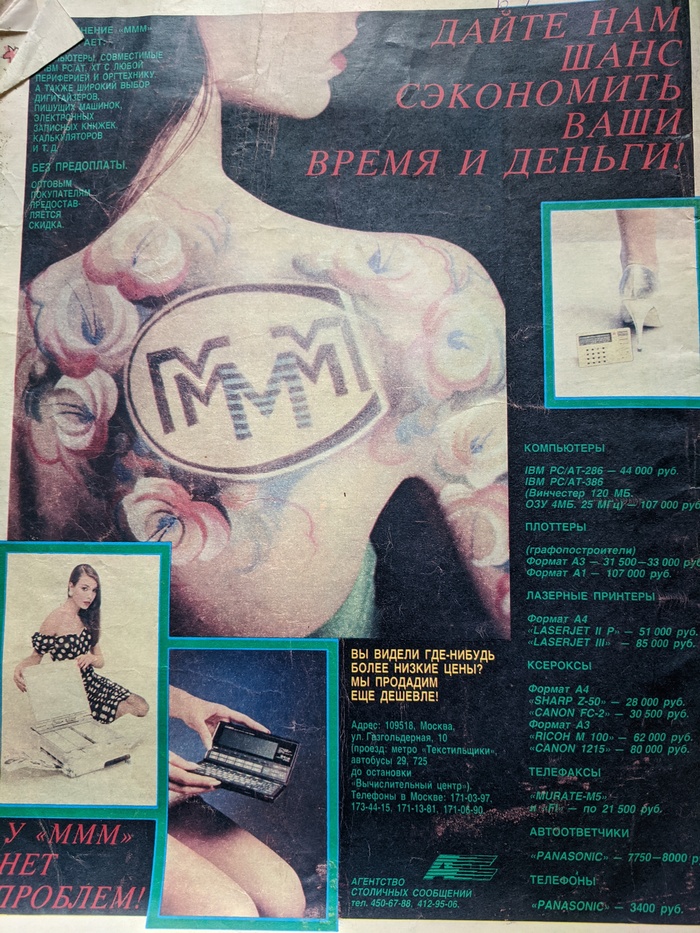 НЕНИЕ «МММ»
АЕТ
ЬЮТЕРЫ, СОВМЕСТИМЫЕ
IBM PC/AT, XT С ЛЮБОЙ
ПЕРИФЕРИЕЙ И ОРГТЕХНИКУ
А ТАКЖЕ ШИРОКИЙ ВЫБОР
ДИГИТАЙЗЕРОВ,
ПИШУЩИХ МАШИНОК,
ЭЛЕКТРОННЫХ
ЗАПИСНЫХ КНИЖЕК,
КАЛЬКУЛЯТОРОВ
И Т. Д.
БЕЗ ПРЕДОПЛАТЫ.
ОПТОВЫМ
ПОКУПАТЕЛЯМ
ПРЕДОСТАВ-
ЛЯЕТСЯ
СКИДКА.
ДАЙТЕ НАМ
ШАНС
СЭКОНОМИТЬ
ВАШИ
ВРЕМЯ И ДЕНЬГИ!
МММ
КОМПЬЮТЕРЫ
IBM PC/AT-286 — 44 000 руб.
IBM PC/AT-386
(Винчестер 120 МБ,
ОЗУ 4МБ, 25 МГц) — 107 000 руб
ПЛОТТЕРЫ
(графопостроители)
Формат А3 — 31 500—33 000 руб
Формат А1 — 107 000 руб.
ЛАЗЕРНЫЕ ПРИНТЕРЫ
Формат А4
«LASERJET II P» — 51 000 руб.
«LASERJET III» — 85 000 руб.
КСЕРОКСЫ
Формат А4
«SHARP Z-50» — 28 000 руб.
«CANON FC-2» — 30 500 руб.
Формат А3
«RICOH M 100» — 62 000 руб.
«CANON 1215» — 80 000 руб.
ТЕЛЕФАКСЫ
«MURATE-M5»
и «FI» — по 21 500 руб.
АВТООТВЕТЧИКИ
«PANASONIC» — 7750—8000 р
ТЕЛЕФОНЫ
«PANASONIC» — 3400 руб.
ВЫ ВИДЕЛИ ГДЕ-НИБУДЬ
БОЛЕЕ НИЗКИЕ ЦЕНЫ?
МЫ ПРОДАДИМ
ЕЩЕ ДЕШЕВЛЕ!
Адрес: 109518, Москва,
ул. Газгольдерная, 10
(проезд: метро «Текстильщики»,
автобусы 29, 725
до остановки
«Вычислительный центр»).
Телефоны в Москве: 171-03-97,
173-44-15, 171-13-81, 171-06-90.
АГЕНТСТВО
СТОЛИЧНЫХ СООБЩЕНИЙ
тел. 450-67-88, 412-95-06.
У «МММ»
НЕТ
ПРОБЛЕМ!